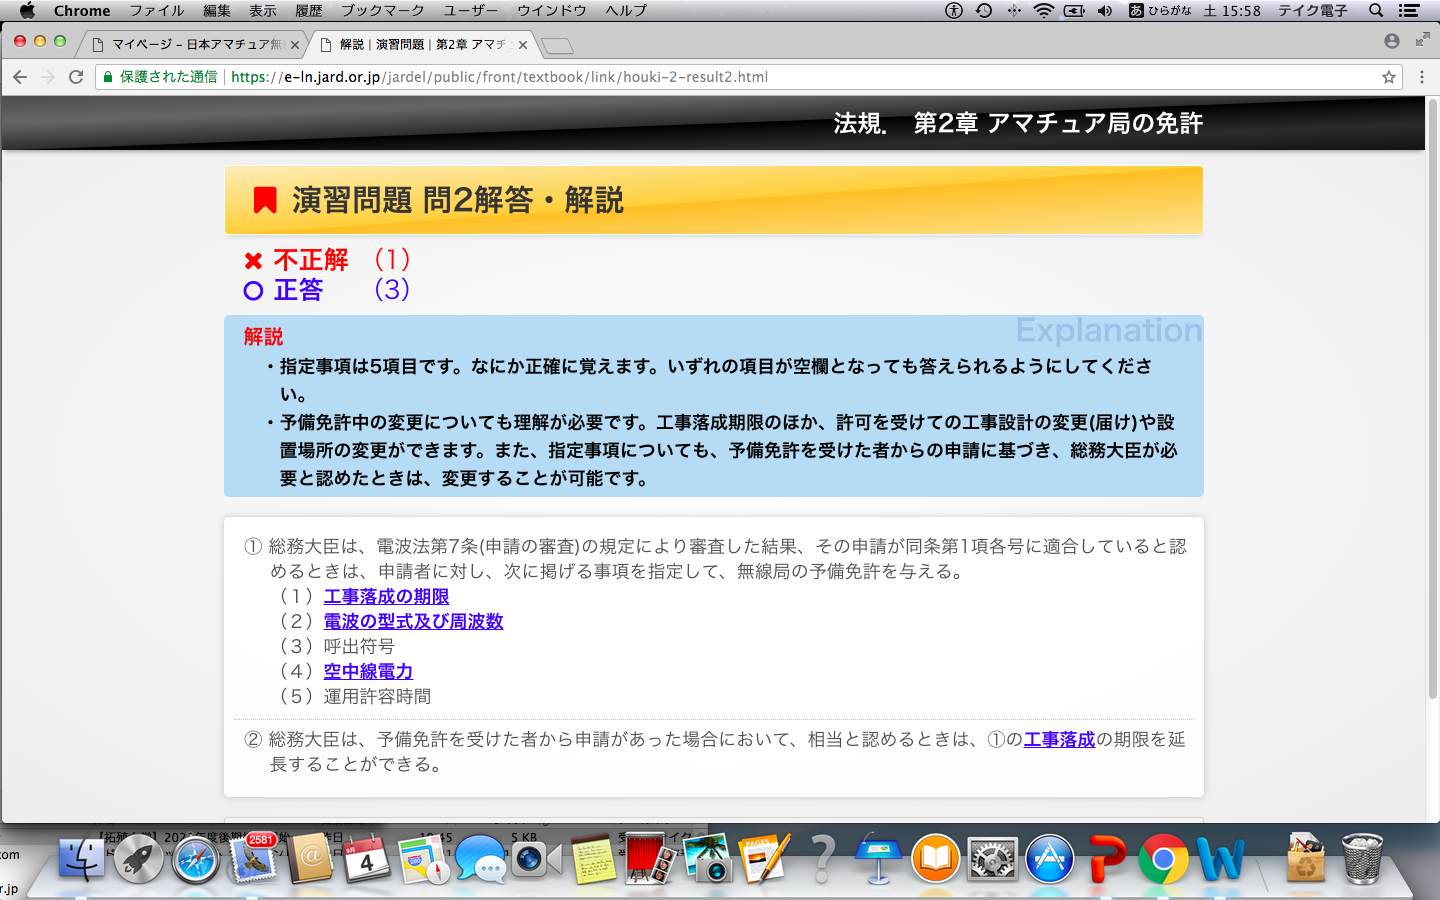 Chrome ファイル 編集 表示 履歴 ブックマーク ユーザー ウインドウ ヘルプ
あ ひらがな 土 15:58 テイク電子
マイページ – 日本アマチュア無
解説 | 演習問題 | 第2章 アマチ
保護された通信 https://e-ln.jard.or.jp/jardel/public/front/textbook/link/houki-2-result2.html
法規． 第2章 アマチュア局の免許
演習問題 問2解答・解説
不正解 （1）
正答 （3）
Explanation
解説
・指定事項は5項目です。なにか正確に覚えます。いずれの項目が空欄となっても答えられるようにしてくださ
い。
・予備免許中の変更についても理解が必要です。工事落成期限のほか、許可を受けての工事設計の変更(届け)や設
置場所の変更ができます。また、指定事項についても、予備免許を受けた者からの申請に基づき、総務大臣が必
要と認めたときは、変更することが可能です。
① 総務大臣は、電波法第7条(申請の審査)の規定により審査した結果、その申請が同条第1項各号に適合していると認
めるときは、申請者に対し、次に掲げる事項を指定して、無線局の予備免許を与える。
（１）工事落成の期限
（２）電波の型式及び周波数
（３）呼出符号
（４）空中線電力
（５）運用許容時間
② 総務大臣は、予備免許を受けた者から申請があった場合において、相当と認めるときは、①の工事落成の期限を延
長することができる。
5 KB
com
or.jp
2581
9月
4
280
PAGES